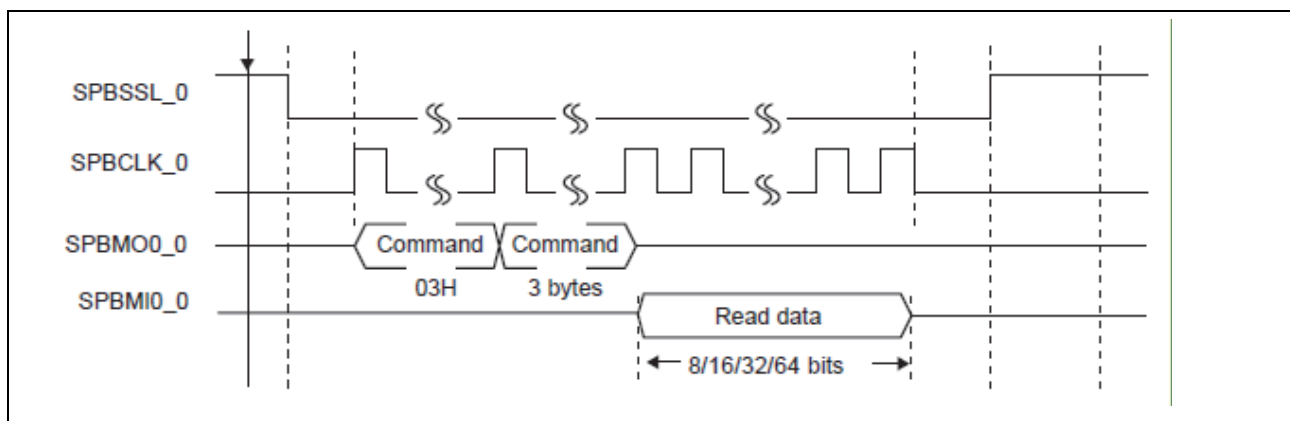 SPBSSL_0
SPBCLK_0
SPBMO0_0
Command Command
03H 3 bytes
SPBMI0_0
Read data
8/16/32/64 bits